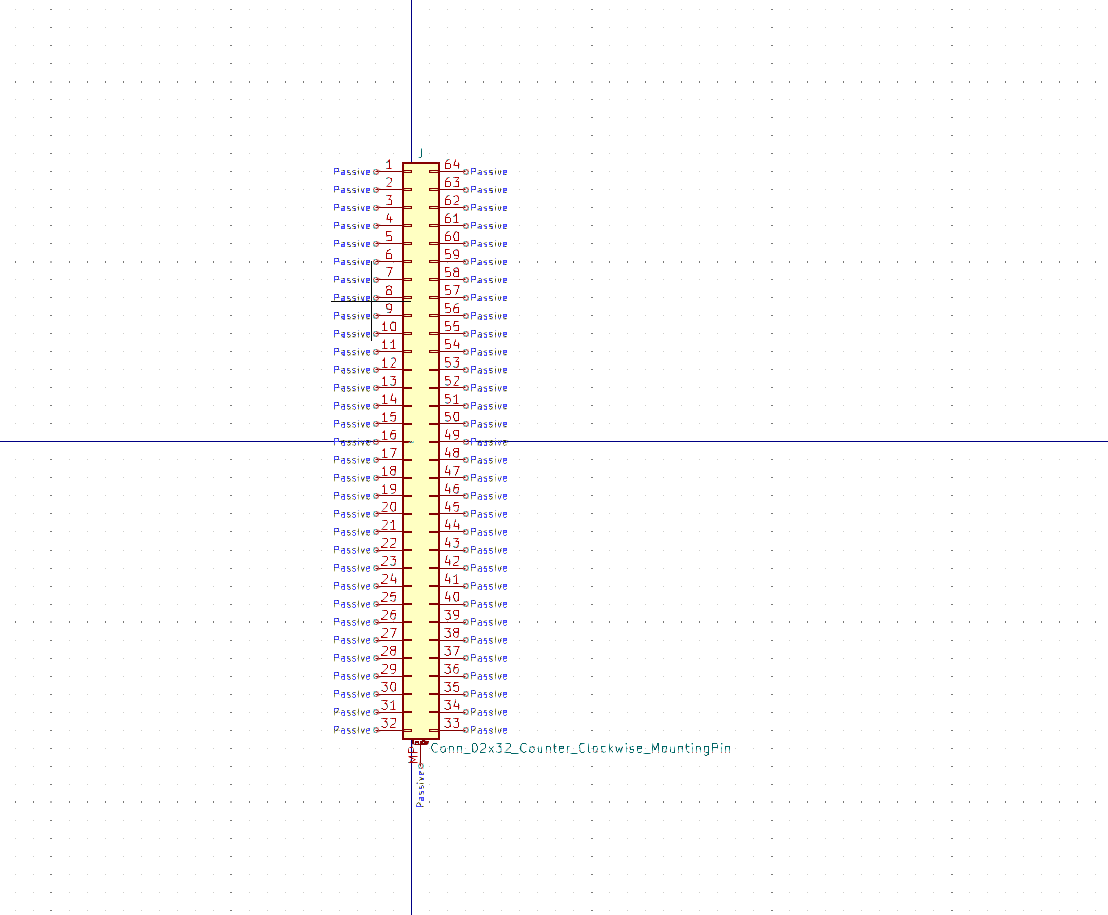 J
Passive 1 64 Passive
Passive 2 63 Passive
Passive 3 62 Passive
Passive 4 61 Passive
Passive 5 60 Passive
Passive 6 59 Passive
Passive 7 58 Passive
Passive 8 57 Passive
Passive 9 56 Passive
Passive 10 55 Passive
Passive 11 54 Passive
Passive 12 53 Passive
Passive 13 52 Passive
Passive 14 51 Passive
Passive 15 50 Passive
Passive 16 49 Passive
Passive 17 48 Passive
Passive 18 47 Passive
Passive 19 46 Passive
Passive 20 45 Passive
Passive 21 44 Passive
Passive 22 43 Passive
Passive 23 42 Passive
Passive 24 41 Passive
Passive 25 40 Passive
Passive 26 39 Passive
Passive 27 38 Passive
Passive 28 37 Passive
Passive 29 36 Passive
Passive 30 35 Passive
Passive 31 34 Passive
Passive 32 33 Passive
MP Conn_02x32_Counter_Clockwise_MountingPin
Passive